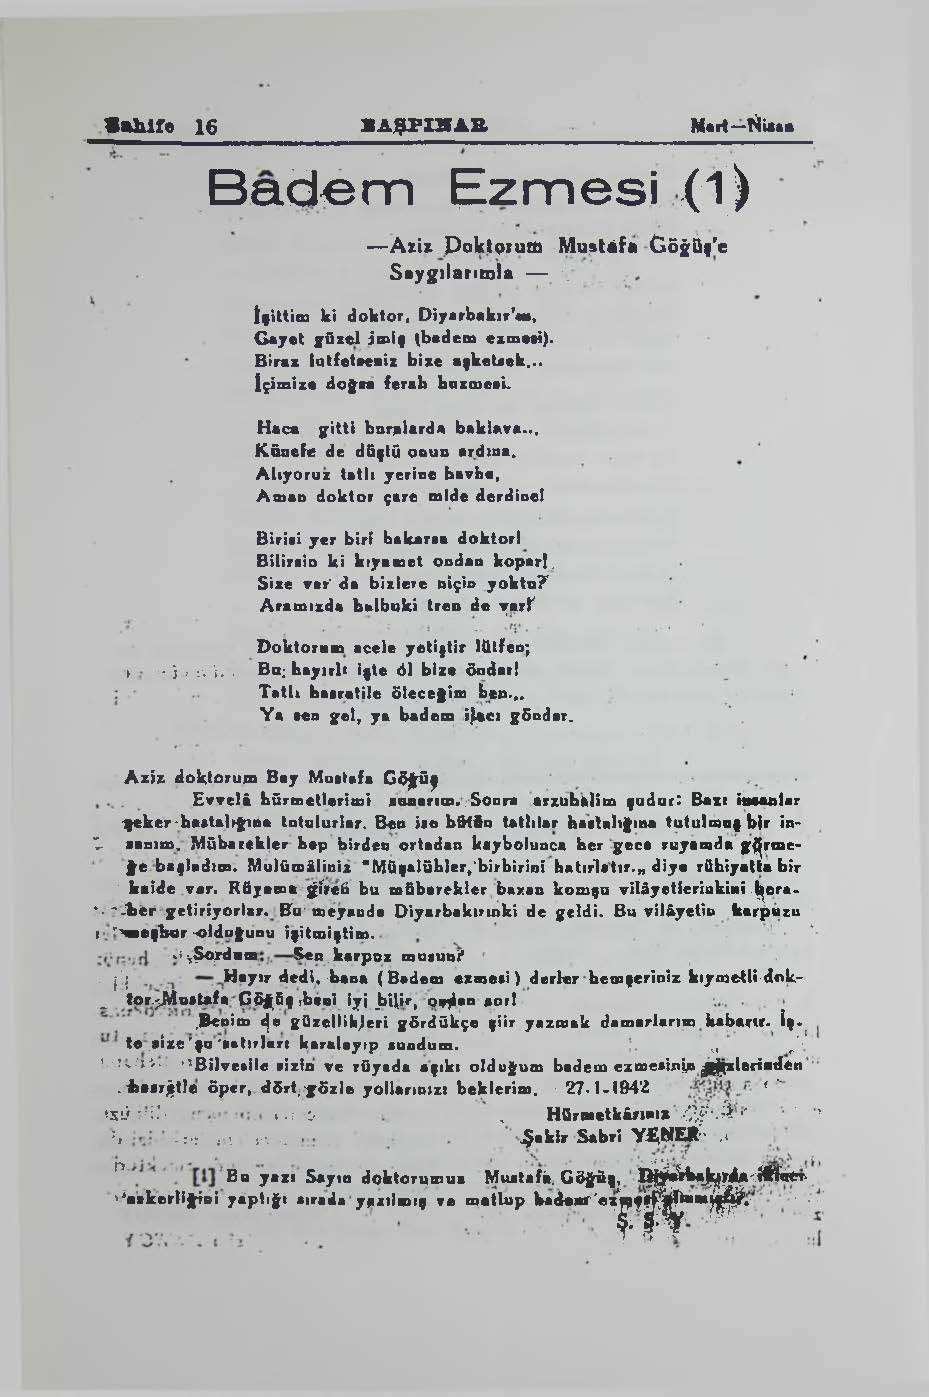 Sahife 16 BAŞPINAR Mart—Nisan
Bâdem Ezmesi (1)
—Aziz Doktorum Mustafa Göğüş'e
Saygılarımla —
İşittim ki doktor, Diyarbakır'ın,
Gayet güzel imiş (badem ezmesi).
Biraz lutfetseniz bize aşketsek...
İçimize doğsa ferah huzmesi.
Haca gitti buralarda baklava...
Künefe de düştü onun ardına.
Alıyoruz tatlı yerine havha,
Aman doktor çare mide derdine!
Birisi yer biri bakarsa doktor!
Bilirsin ki kıyamet ondan kopar!
Size var da bizlere niçin yoktu?
Aramızda halbuki tren de var!
Doktorum acele yetiştir lütfen;
Bu hayırlı işte ól bize öndar!
Tatlı hasratile öleceğim ben...
Ya sen gel, ya badem ilacı gönder.
Aziz doktorum Bay Mustafa Göğüş
Evvelâ hürmetlerimi sunarım. Sonra arzuhalim şudur: Bazı insanlar
şeker hastalığına tutulurlar. Ben ise bütün tatlılar hastalığına tutulmuş bir in-
sanım. Mübarekler hep birden ortadan kaybolunca her gece ruyamda görme-
ğe başladım. Mulümâliniz "Müşalühler, birbirini hatırlatır.„ diye rûhiyatta bir
kaide var. Rüyama giren bu mübarekler bazan komşu vilâyetlerinkini bera-
ber getiriyorlar. Bu meyanda Diyarbakırınki de geldi. Bu vilâyetin karpuzu
meşhur olduğunu işitmiştim.
Sordum: —Sen karpuz musun?
— Hayır dedi, bana (Badem ezmesi) derler hemşeriniz kıymetli dok-
tor Mustafa Göğüş beni iyi bilir, ondan sor!
Benim de güzellikleri gördükçe şiir yazmak damarlarım kabarır. İş-
te size şu satırları karalayıp sundum.
Bilvesile sizin ve rüyada aşıkı olduğum badem ezmesinin gözlerinden
hasretle öper, dört gözle yollarınızı beklerim. 27-1-1942
Hürmetkârınız
Şakir Sabri YENER
[1] Bu yazı Sayın doktorumuz Mustafa Göğüş, Diyarbakırda
askerliğini yaptığı sırada yazılmış ve matlup badem ezmesi alınmıştır.
Ş. S. Y.